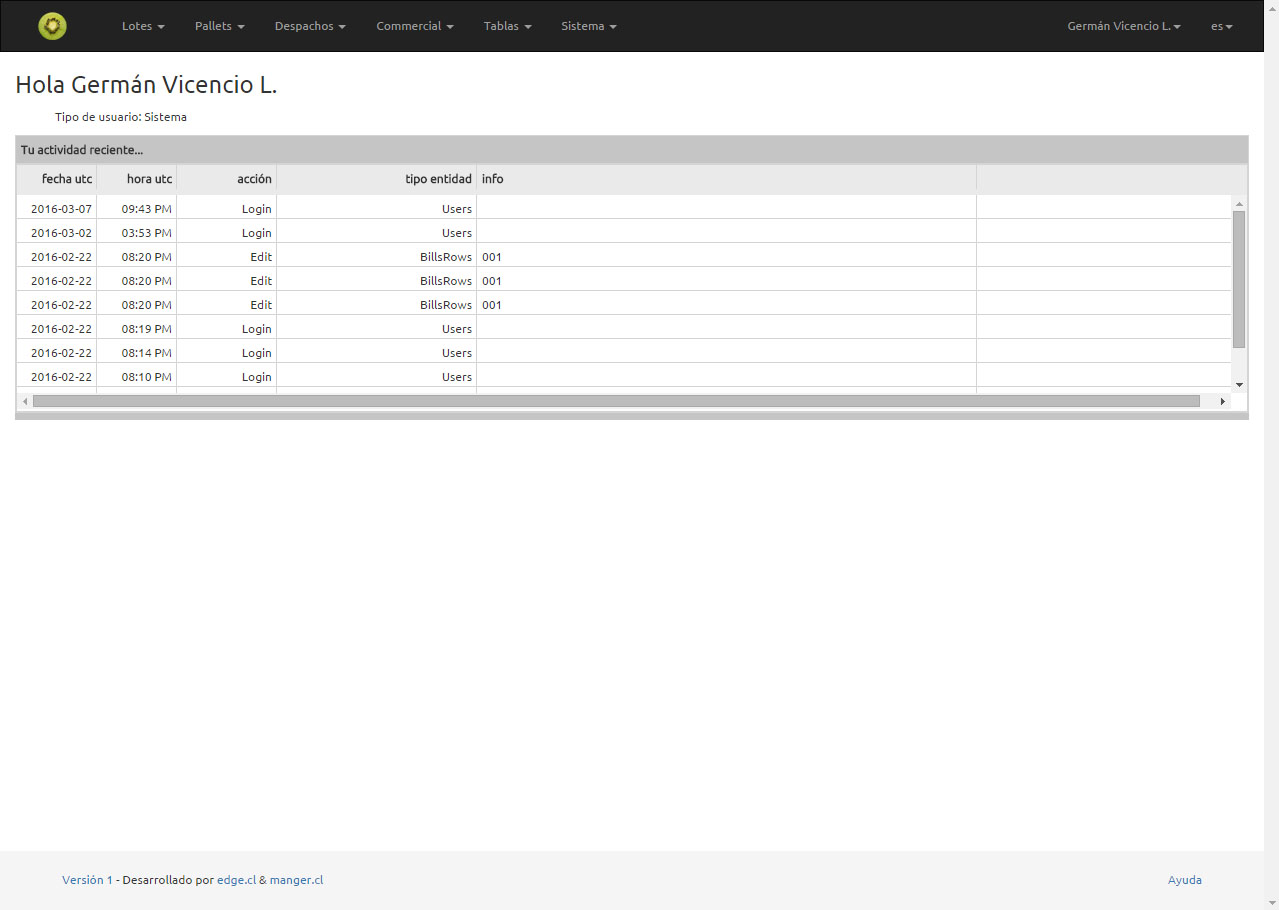 Lotes Pallets Despachos Commercial Tablas Sistema Germán Vicencio L. es
Hola Germán Vicencio L.
Tipo de usuario: Sistema
Tu actividad reciente...
fecha utc hora utc acción tipo entidad info
2016-03-07 09:43 PM Login Users
2016-03-02 03:53 PM Login Users
2016-02-22 08:20 PM Edit BillsRows 001
2016-02-22 08:20 PM Edit BillsRows 001
2016-02-22 08:20 PM Edit BillsRows 001
2016-02-22 08:19 PM Login Users
2016-02-22 08:14 PM Login Users
2016-02-22 08:10 PM Login Users
Versión 1 - Desarrollado por edge.cl & manger.cl Ayuda